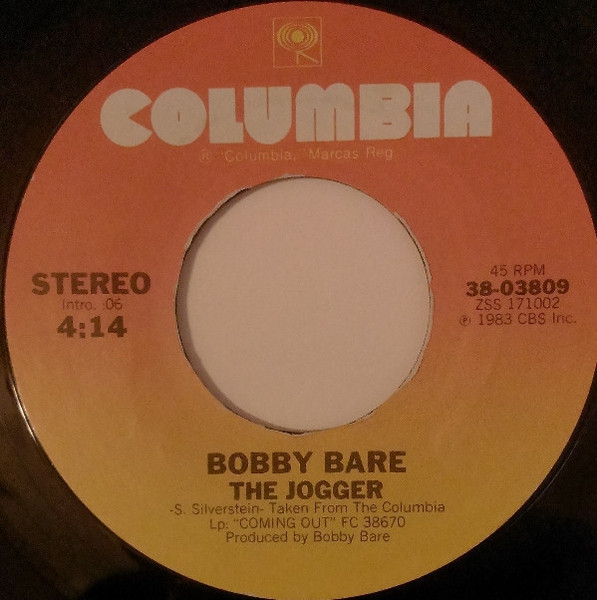 COLUMBIA
® "Columbia," Marcas Reg.
STEREO
Intro. :06
4:14
45 RPM
38-03809
ZSS 171002
℗ 1983 CBS Inc.
BOBBY BARE
THE JOGGER
-S. Silverstein- Taken From The Columbia
Lp: "COMING OUT" FC 38670
Produced by Bobby Bare